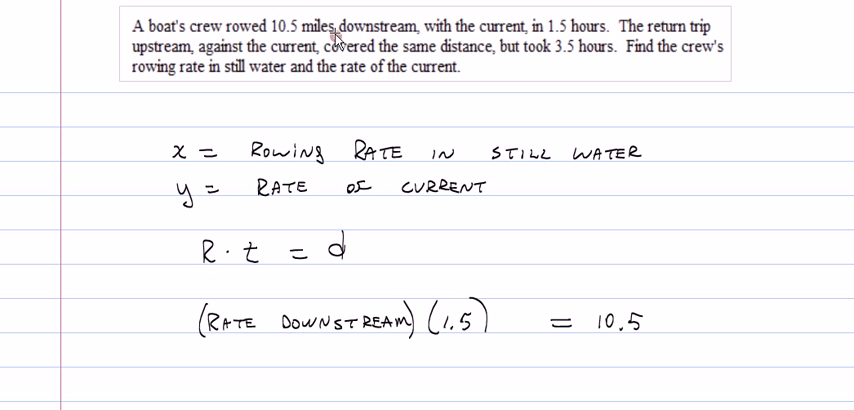 A boat's crew rowed 10.5 miles downstream, with the current, in 1.5 hours. The return trip
upstream, against the current, covered the same distance, but took 3.5 hours. Find the crew's
rowing rate in still water and the rate of the current.
x = ROWING RATE IN STILL WATER
y = RATE OF CURRENT
R · t = d
(RATE DOWNSTREAM) (1.5) = 10.5